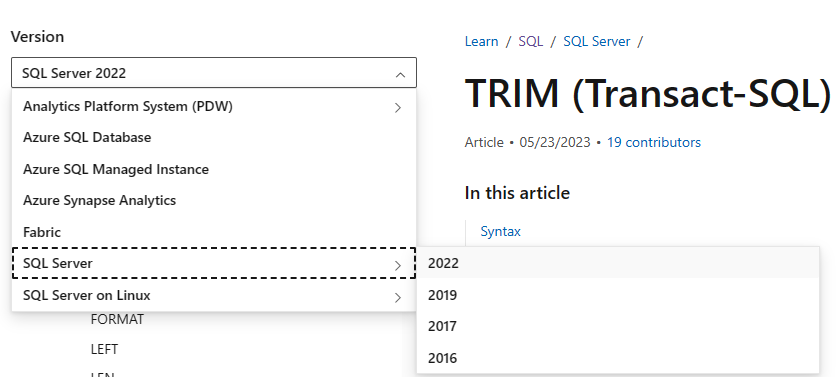 Version
SQL Server 2022
Analytics Platform System (PDW)
Azure SQL Database
Azure SQL Managed Instance
Azure Synapse Analytics
Fabric
SQL Server
SQL Server on Linux
FORMAT
LEFT
LEN
Learn / SQL / SQL Server /
TRIM (Transact-SQL)
Article • 05/23/2023 • 19 contributors
In this article
Syntax
2022
2019
2017
2016